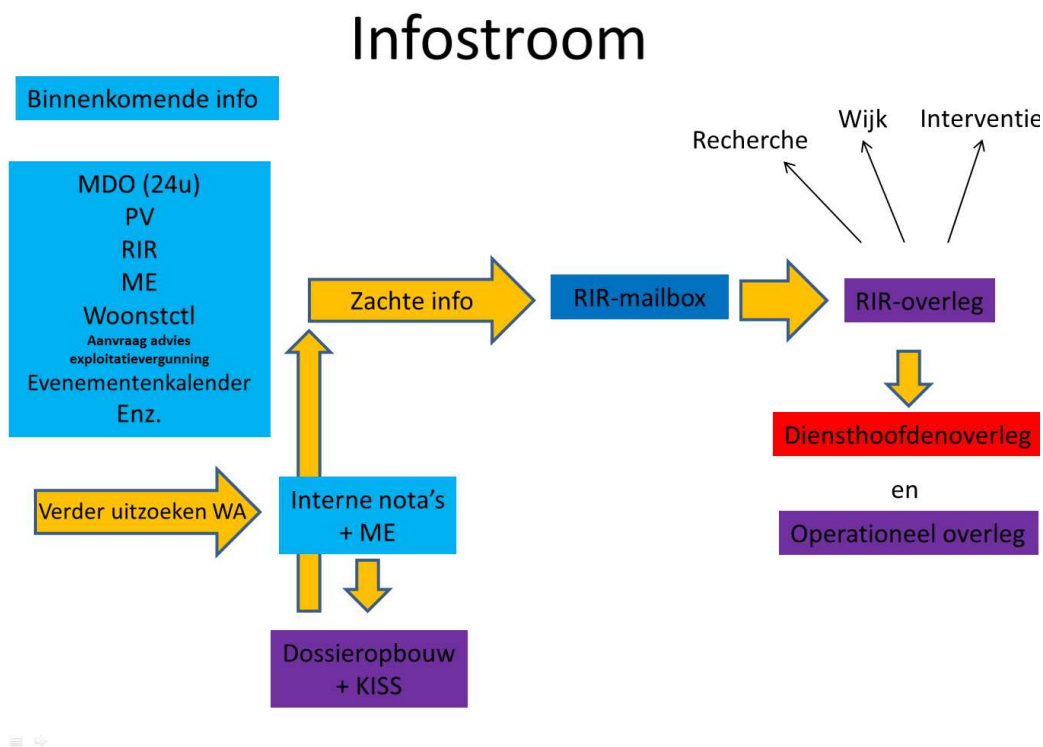 Infostroom
Binnenkomende info
MDO (24u)
PV
RIR
ME
Woonstctl
Aanvraag advies
exploitatievergunning
Evenementenkalender
Enz.
Verder uitzoeken WA
Interne nota's
+ ME
Dossieropbouw
+ KISS
Zachte info
RIR-mailbox
RIR-overleg
Recherche
Wijk
Interventie
Diensthoofdenoverleg
en
Operationeel overleg